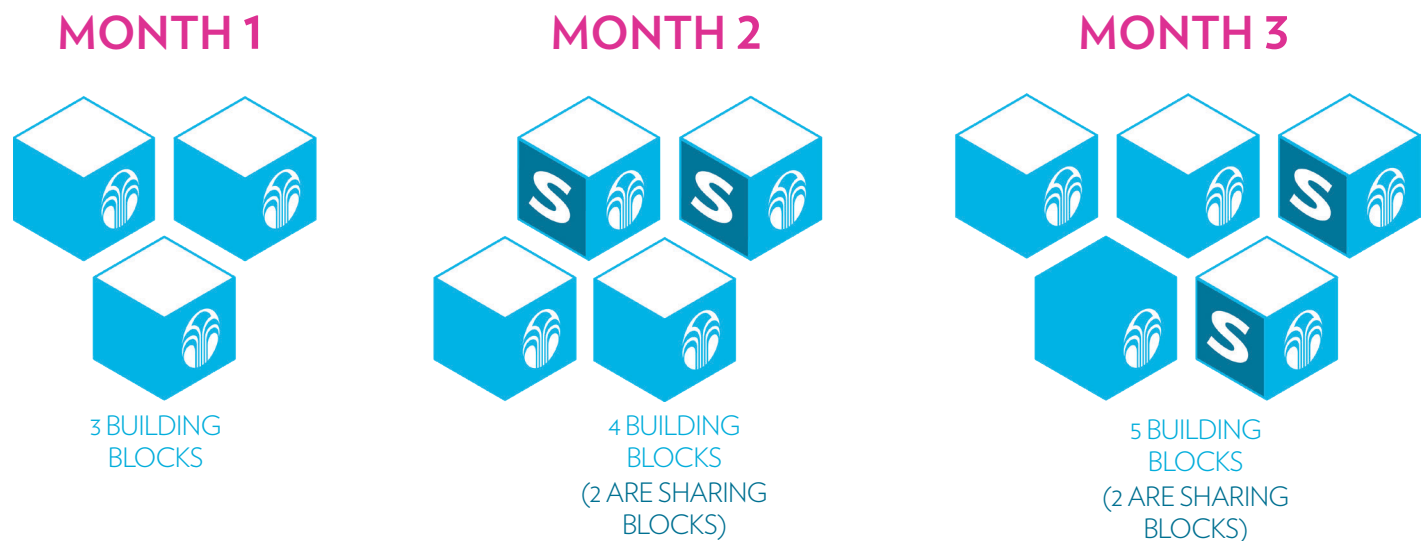 MONTH 1
MONTH 2
MONTH 3
S
S
S
S
3 BUILDING
BLOCKS
4 BUILDING
BLOCKS
(2 ARE SHARING
BLOCKS)
5 BUILDING
BLOCKS
(2 ARE SHARING
BLOCKS)